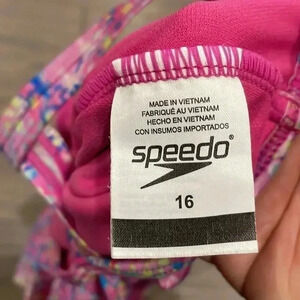 MADE IN VIETNAM
FABRIQUÉ AU VIETNAM
HECHO EN VIETNAM
CON INSUMOS IMPORTADOS
speedo®
16